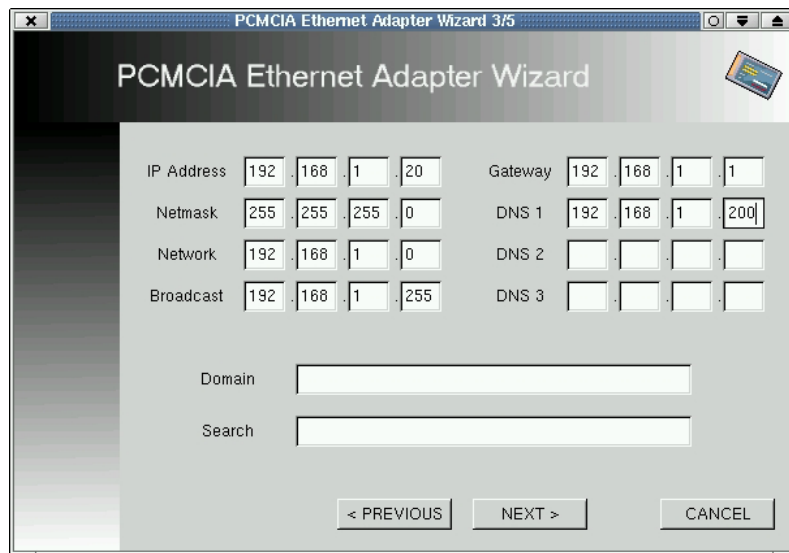 PCMCIA Ethernet Adapter Wizard 3/5
PCMCIA Ethernet Adapter Wizard
IP Address 192 . 168 . 1 . 20 Gateway 192 . 168 . 1 . 1
Netmask 255 . 255 . 255 . 0 DNS 1 192 . 168 . 1 . 200
Network 192 . 168 . 1 . 0 DNS 2 . . .
Broadcast 192 . 168 . 1 . 255 DNS 3 . . .
Domain
Search
< PREVIOUS NEXT > CANCEL